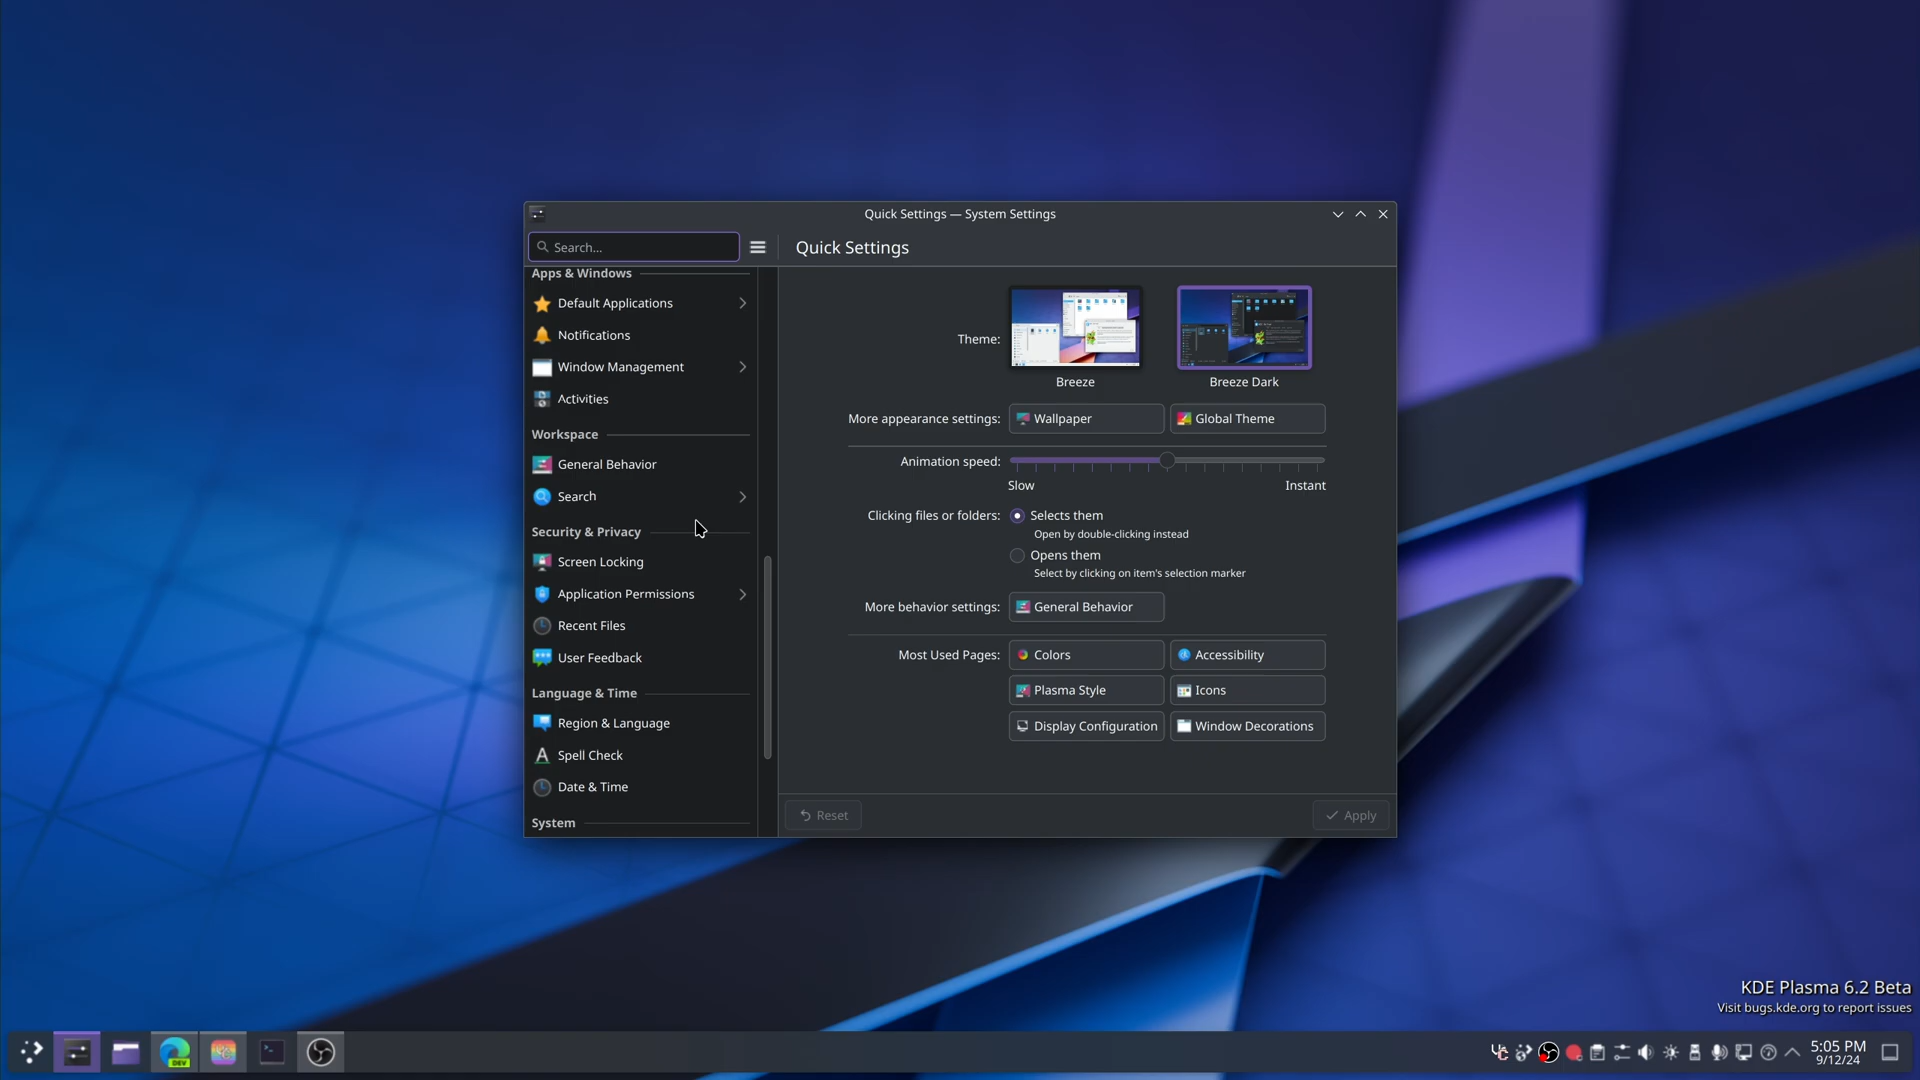 Quick Settings — System Settings
Search...
Quick Settings
Apps & Windows
Default Applications
Notifications
Window Management
Activities
Workspace
General Behavior
Search
Security & Privacy
Screen Locking
Application Permissions
Recent Files
User Feedback
Language & Time
Region & Language
Spell Check
Date & Time
System
Theme:
Breeze
Breeze Dark
More appearance settings:
Wallpaper
Global Theme
Animation speed:
Slow
Instant
Clicking files or folders:
Selects them
Open by double-clicking instead
Opens them
Select by clicking on item's selection marker
More behavior settings:
General Behavior
Most Used Pages:
Colors
Accessibility
Plasma Style
Icons
Display Configuration
Window Decorations
Reset
Apply
KDE Plasma 6.2 Beta
Visit bugs.kde.org to report issues
DEV
5:05 PM
9/12/24